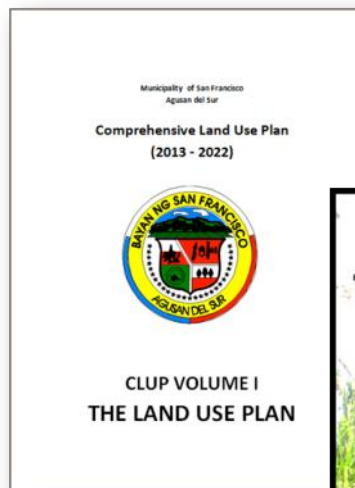 Municipality of San Francisco
Agusan del Sur
Comprehensive Land Use Plan
(2013 - 2022)
BAYAN NG SAN FRANCISCO
AGUSAN DEL SUR
CLUP VOLUME I
THE LAND USE PLAN